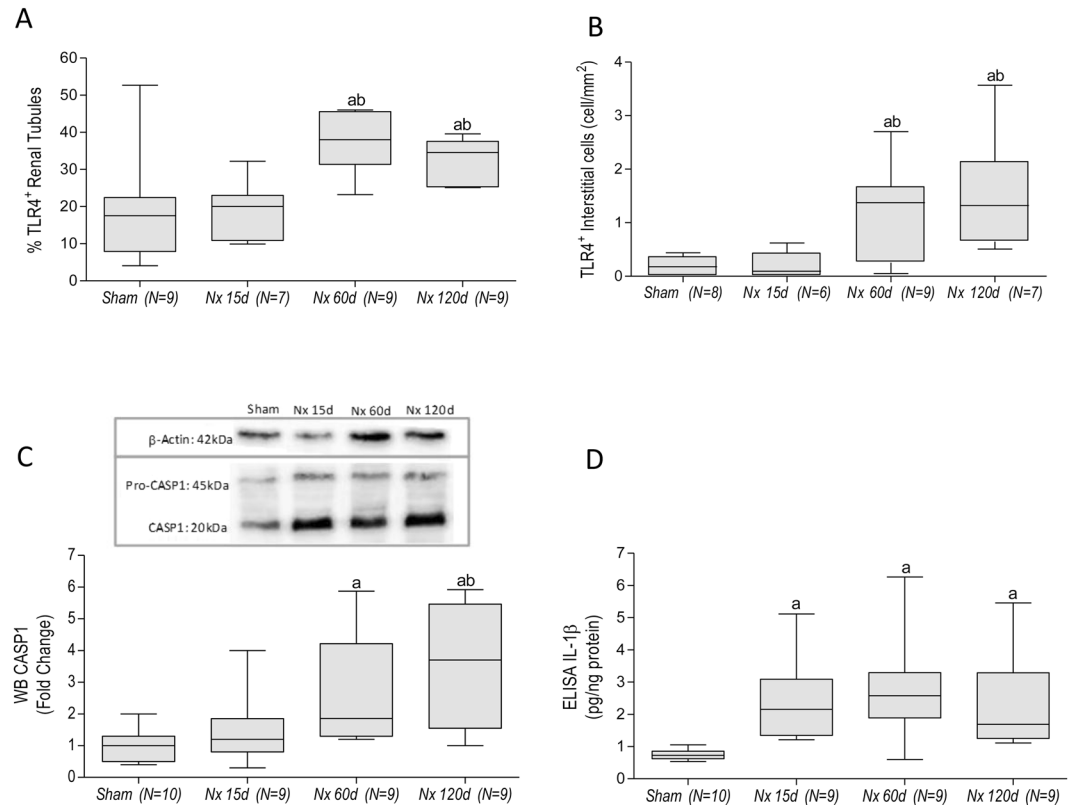 A
% TLR4+ Renal Tubules
60
50
40
30
20
10
0
ab
ab
Sham (N=9) Nx 15d (N=7) Nx 60d (N=9) Nx 120d (N=9)
B
TLR4+ Interstitial cells (cell/mm2)
4
3
2
1
0
ab
ab
Sham (N=8) Nx 15d (N=6) Nx 60d (N=9) Nx 120d (N=7)
C
Sham Nx 15d Nx 60d Nx 120d
β-Actin: 42kDa
Pro-CASP1: 45kDa
CASP1: 20kDa
WB CASP1
(Fold Change)
7
6
5
4
3
2
1
0
a
ab
Sham (N=10) Nx 15d (N=9) Nx 60d (N=9) Nx 120d (N=9)
D
ELISA IL-1β
(pg/ng protein)
7
6
5
4
3
2
1
0
a
a
a
Sham (N=10) Nx 15d (N=9) Nx 60d (N=9) Nx 120d (N=9)